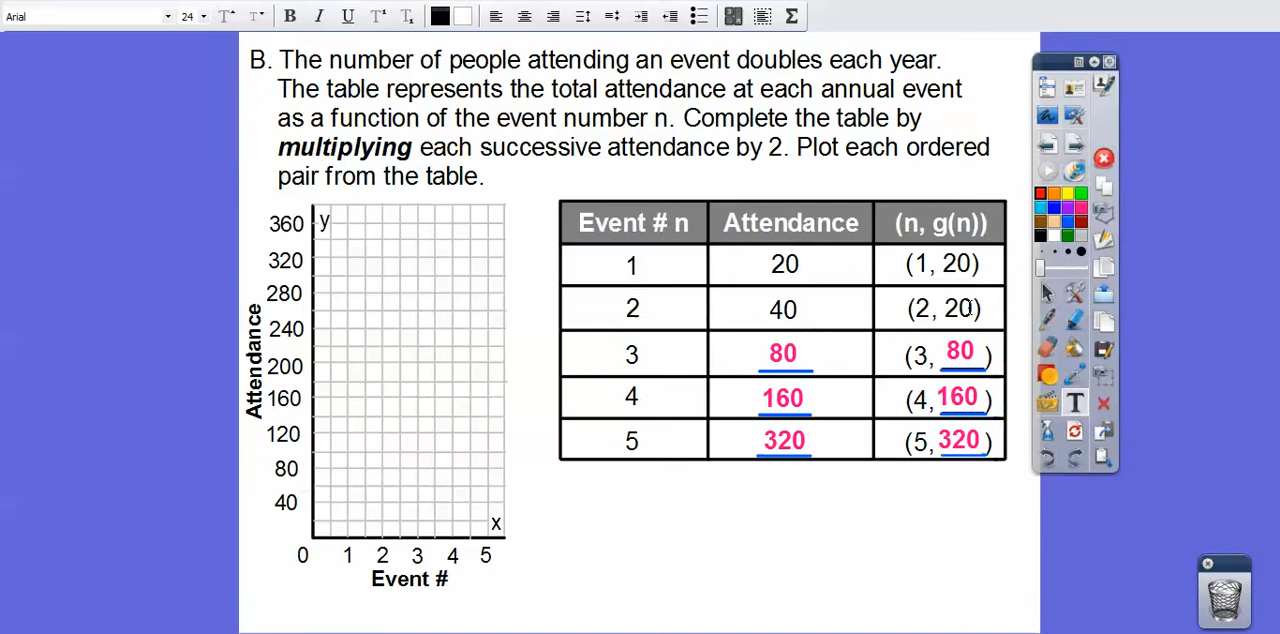 Arial 24 B I U T T Σ
B. The number of people attending an event doubles each year.
The table represents the total attendance at each annual event
as a function of the event number n. Complete the table by
multiplying each successive attendance by 2. Plot each ordered
pair from the table.
Event # n Attendance (n, g(n))
1 20 (1, 20)
2 40 (2, 20)
3 80 (3, 80)
4 160 (4, 160)
5 320 (5, 320)
y
360
320
280
240
200
160
120
80
40
Attendance
x
0 1 2 3 4 5
Event #
T